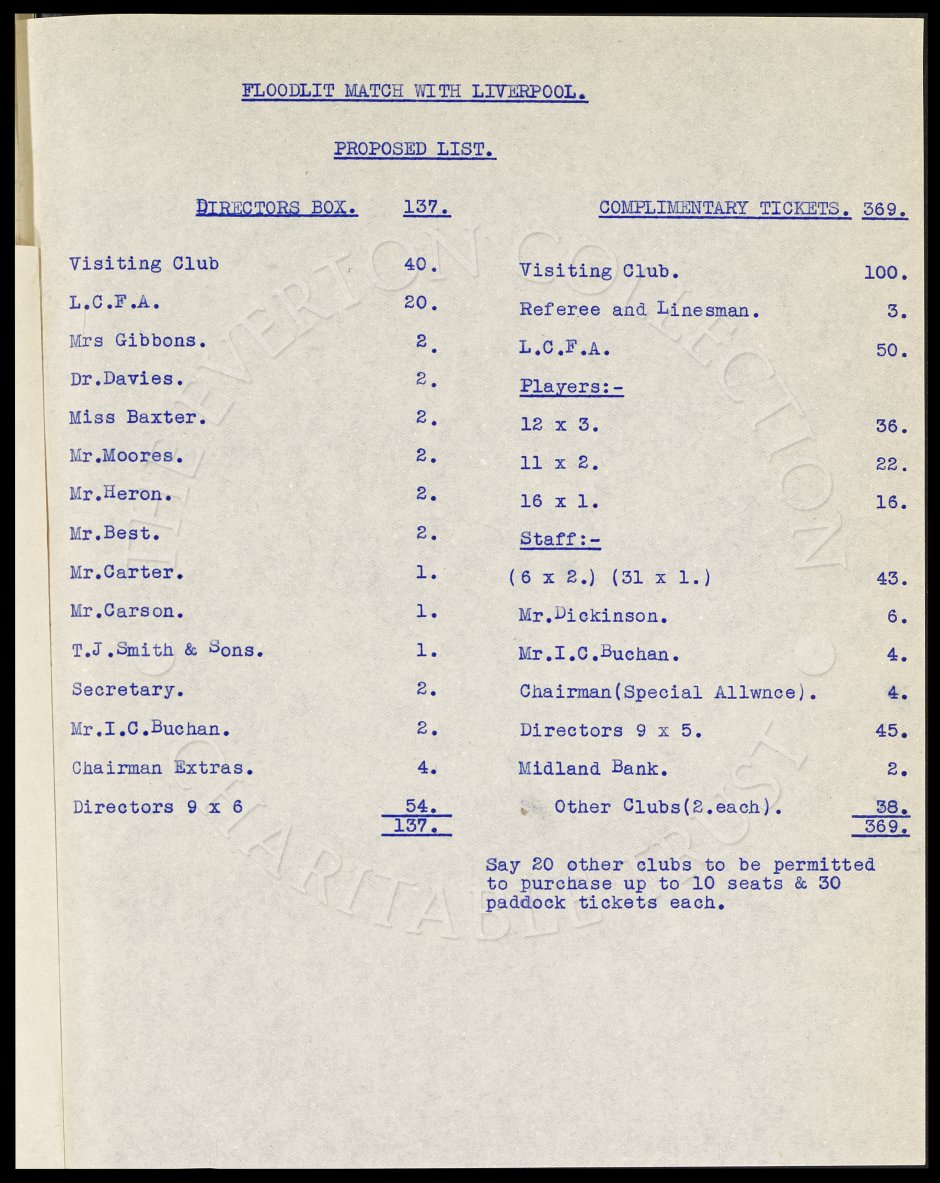 FLOODLIT MATCH WITH LIVERPOOL.
PROPOSED LIST.
DIRECTORS BOX. 137.
Visiting Club 40.
L.C.F.A. 20.
Mrs Gibbons. 2.
Dr.Davies. 2.
Miss Baxter. 2.
Mr.Moores. 2.
Mr.Heron. 2.
Mr.Best. 2.
Mr.Carter. 1.
Mr.Carson. 1.
T.J.Smith & Sons. 1.
Secretary. 2.
Mr.I.C.Buchan. 2.
Chairman Extras. 4.
Directors 9 x 6 54.
137.
COMPLIMENTARY TICKETS. 369.
Visiting Club. 100.
Referee and Linesman. 3.
L.C.F.A. 50.
Players:-
12 x 3. 36.
11 x 2. 22.
16 x 1. 16.
Staff:-
(6 x 2.) (31 x 1.) 43.
Mr.Dickinson. 6.
Mr.I.C.Buchan. 4.
Chairman(Special Allwnce). 4.
Directors 9 x 5. 45.
Midland Bank. 2.
Other Clubs(2.each). 38.
369.
Say 20 other clubs to be permitted
to purchase up to 10 seats & 30
paddock tickets each.
THE EVERTON COLLECTION
CHARITABLE TRUST